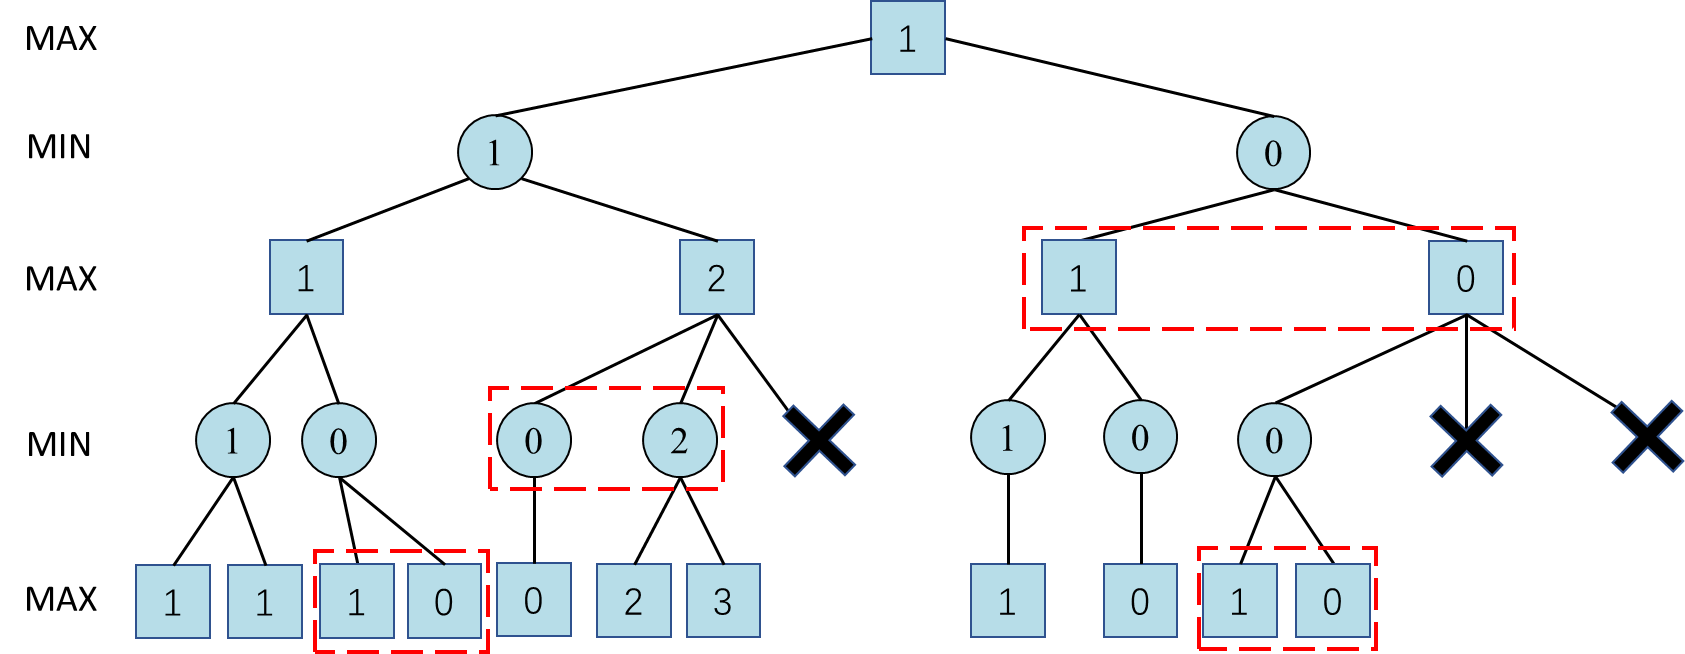 MAX 1
MIN 1 0
MAX 1 2 1 0
MIN 1 0 0 2 1 0 0
MAX 1 1 1 0 0 2 3 1 0 1 0